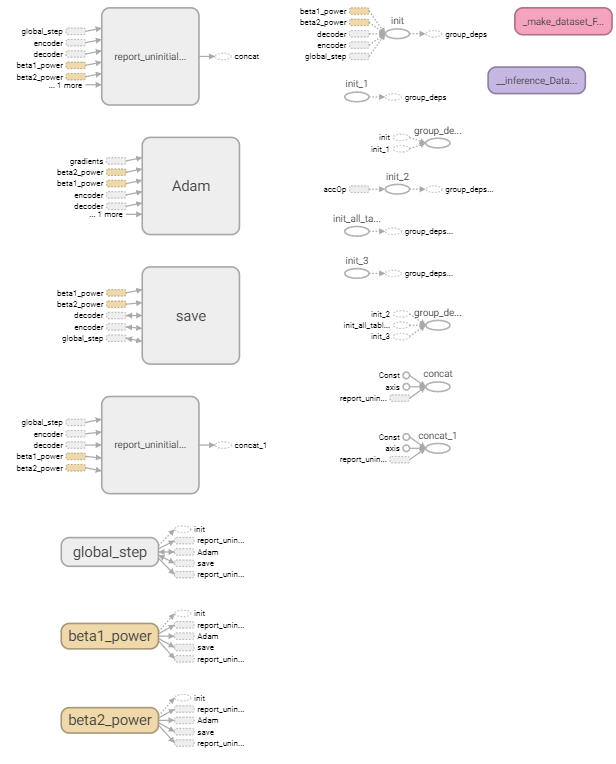 global_step
encoder
decoder
beta1_power
beta2_power
... 1 more
report_uninitial...
concat
gradients
beta2_power
beta1_power
encoder
decoder
... 1 more
Adam
beta1_power
beta2_power
decoder
encoder
global_step
save
global_step
encoder
decoder
beta1_power
beta2_power
report_uninitial...
concat_1
global_step
init
report_unin...
Adam
save
report_unin...
beta1_power
init
report_unin...
Adam
save
report_unin...
beta2_power
init
report_unin...
Adam
save
report_unin...
beta1_power
beta2_power
decoder
encoder
global_step
init
group_deps
init_1
group_deps
init
init_1
group_de...
init_2
accOp
group_deps...
init_all_ta...
group_deps...
init_3
group_deps...
init_2
init_all_tabl...
init_3
group_de...
Const
axis
report_unin...
concat
Const
axis
report_unin...
concat_1
_make_dataset_F...
__inference_Data...